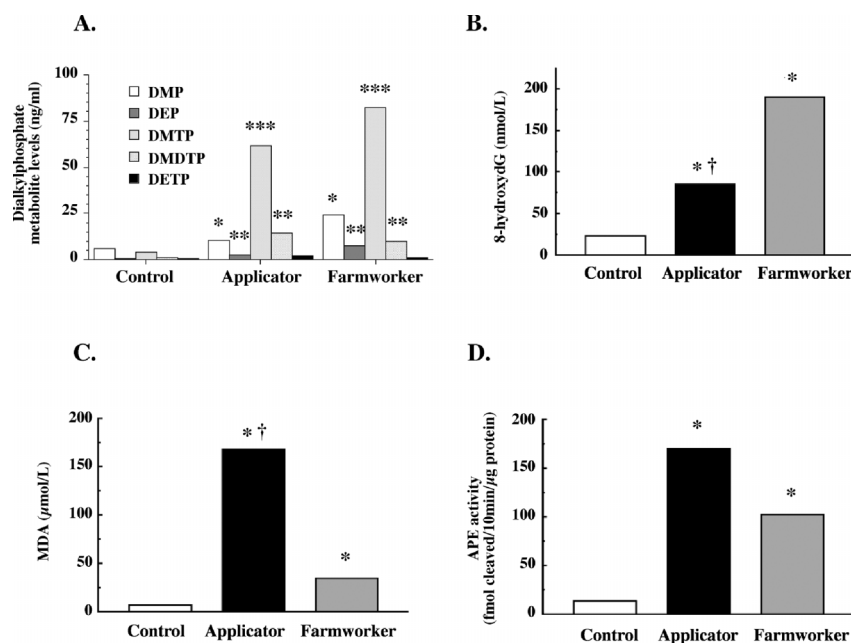 A.
Dialkylphosphate
metabolite levels (ng/ml)
100
75
50
25
0
DMP
DEP
DMTP
DMDTP
DETP
*
**
***
**
*
**
***
**
Control
Applicator
Farmworker
B.
8-hydroxydG (nmol/L)
200
150
100
50
0
* †
*
Control
Applicator
Farmworker
C.
MDA (µmol/L)
200
150
100
50
0
* †
*
Control
Applicator
Farmworker
D.
APE activity
(fmol cleaved/10min/µg protein)
200
150
100
50
0
*
*
Control
Applicator
Farmworker